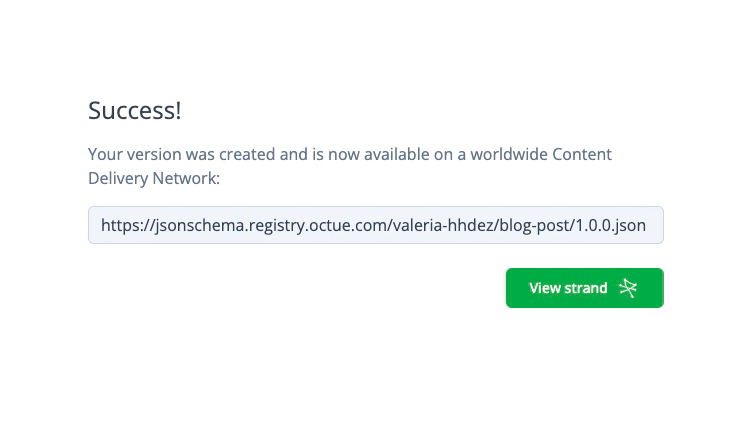 Success!
Your version was created and is now available on a worldwide Content
Delivery Network:
https://jsonschema.registry.octue.com/valeria-hhdez/blog-post/1.0.0.json
View strand